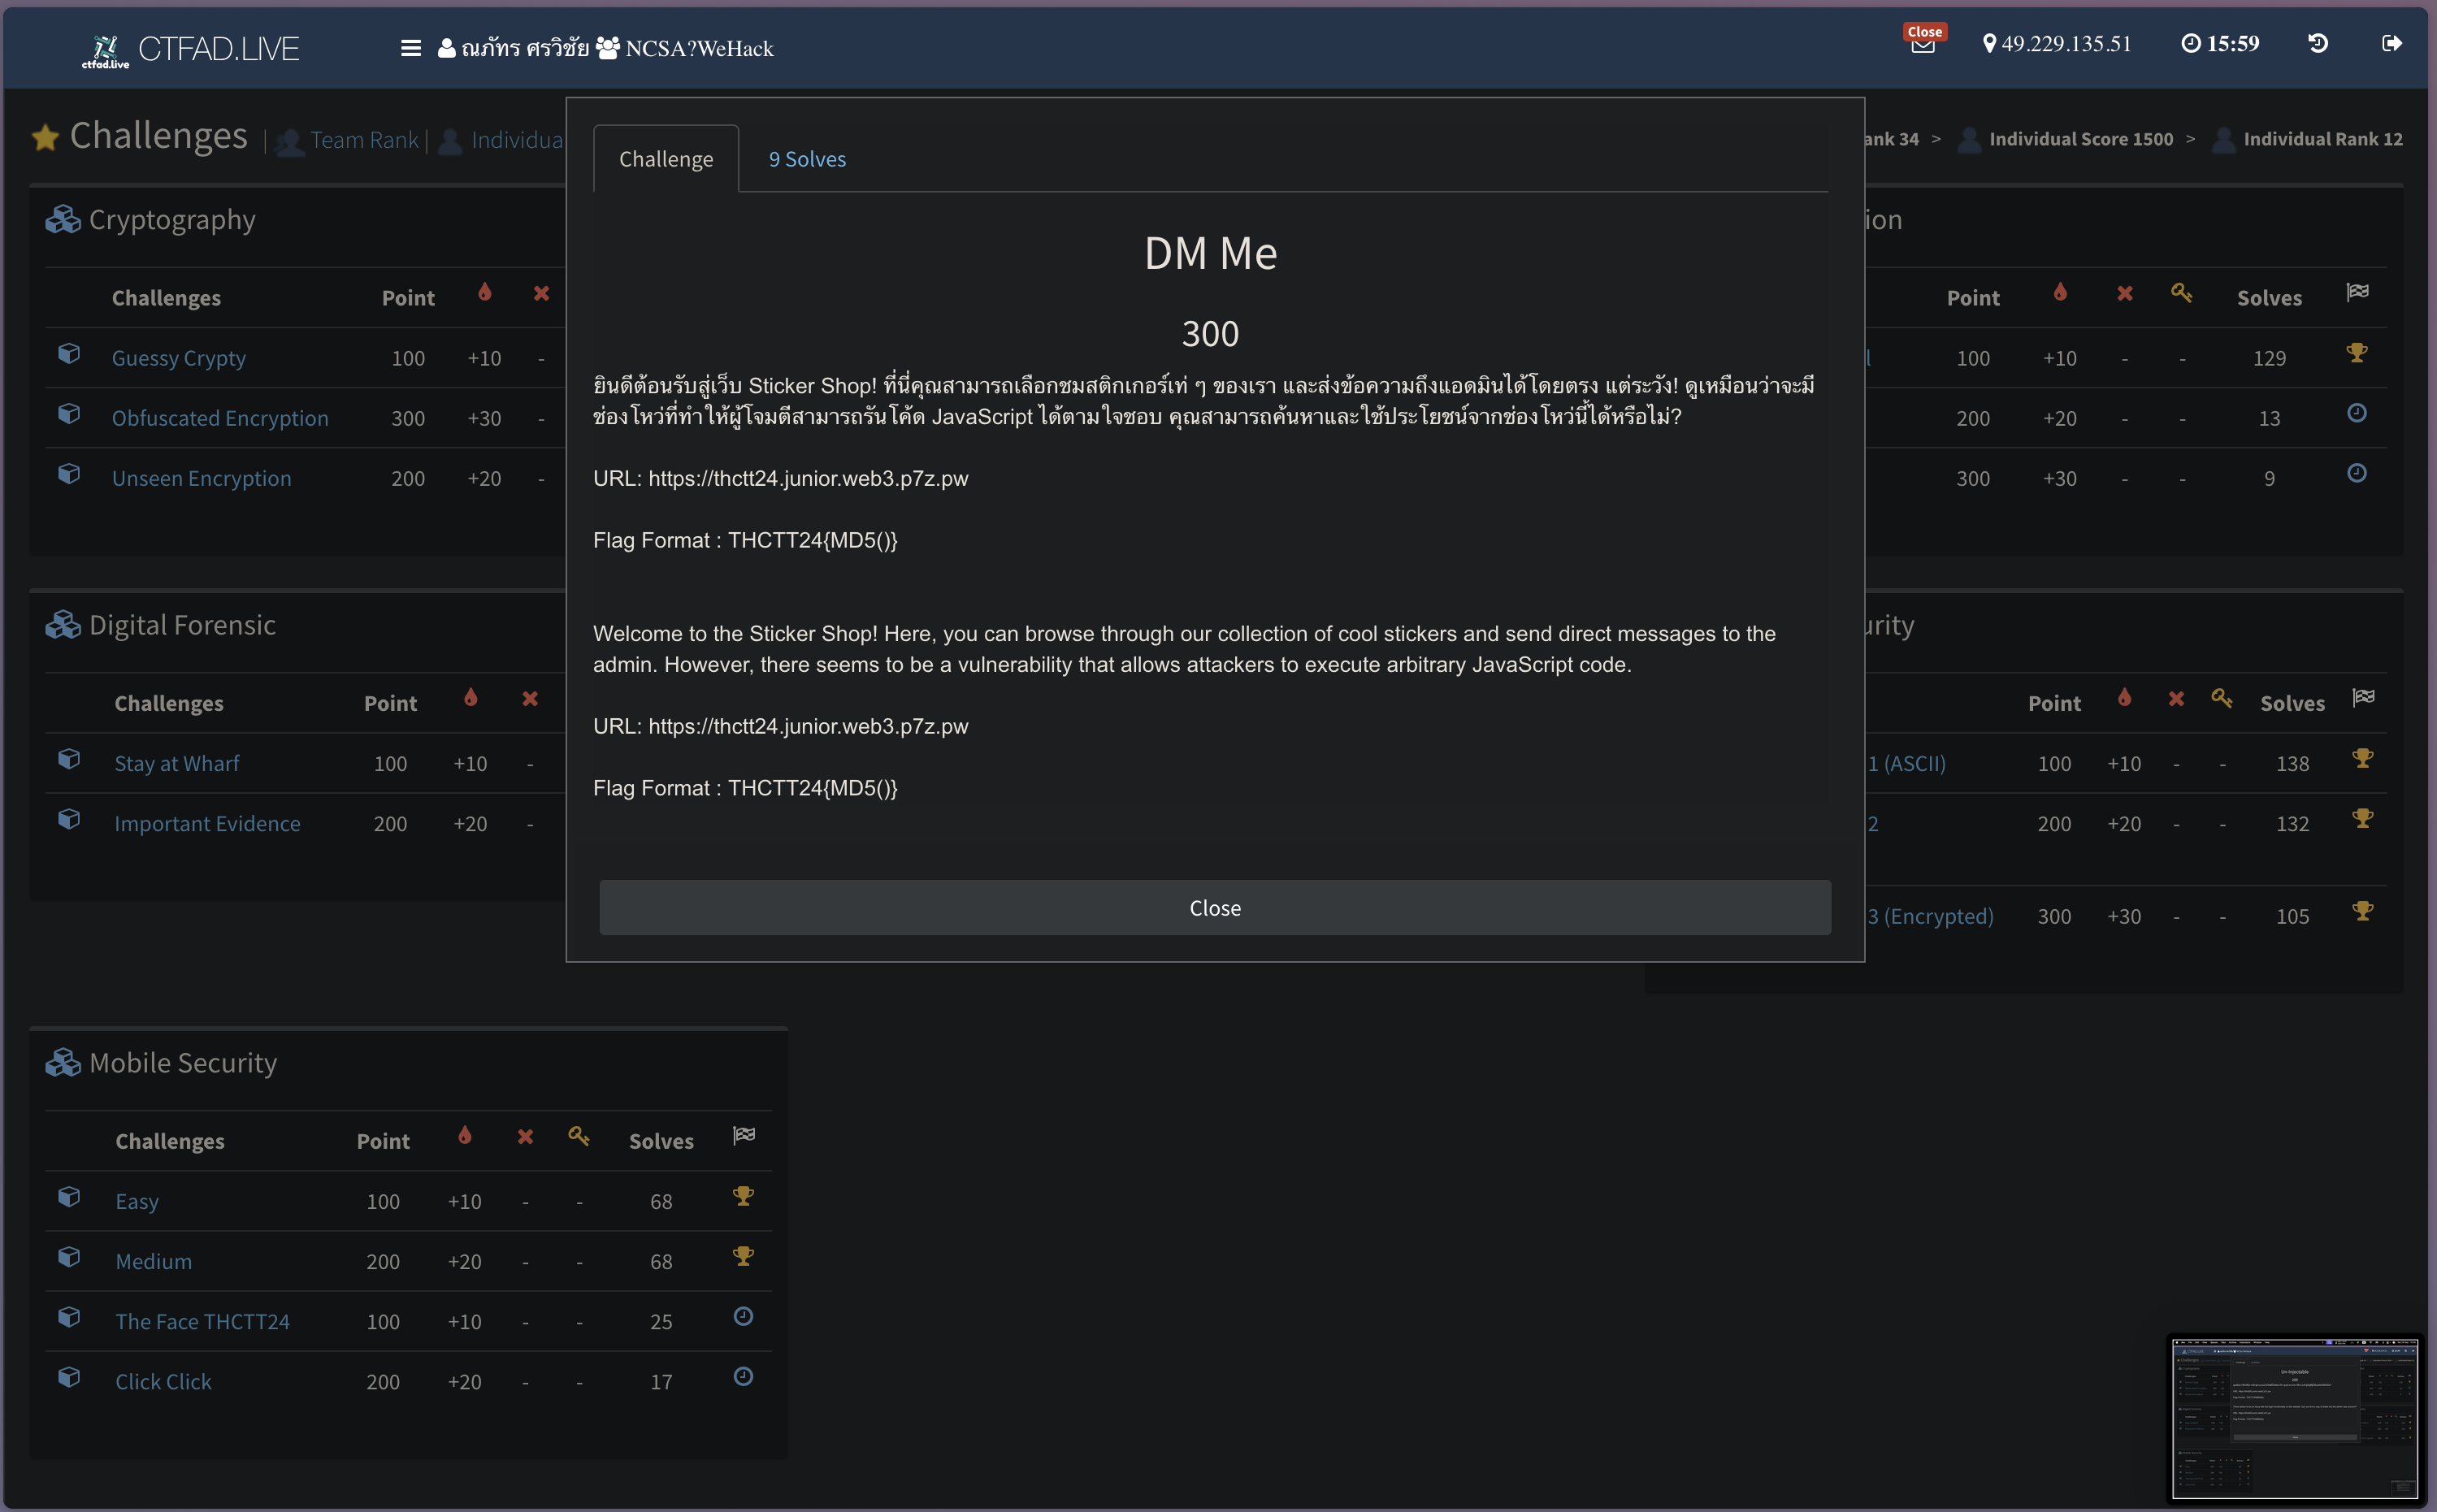 ctfad.live CTFAD.LIVE ณภัทร ศรวิชัย NCSA?WeHack Close 49.229.135.51 15:59
Challenges | Team Rank | Individua ank 34 > Individual Score 1500 > Individual Rank 12
Challenge 9 Solves
DM Me
300
ยินดีต้อนรับสู่เว็บ Sticker Shop! ที่นี่คุณสามารถเลือกชมสติกเกอร์เท่ ๆ ของเรา และส่งข้อความถึงแอดมินได้โดยตรง แต่ระวัง! ดูเหมือนว่าจะมี
ช่องโหว่ที่ทำให้ผู้โจมตีสามารถรันโค้ด JavaScript ได้ตามใจชอบ คุณสามารถค้นหาและใช้ประโยชน์จากช่องโหว่นี้ได้หรือไม่?
URL: https://thctt24.junior.web3.p7z.pw
Flag Format : THCTT24{MD5()}
Welcome to the Sticker Shop! Here, you can browse through our collection of cool stickers and send direct messages to the
admin. However, there seems to be a vulnerability that allows attackers to execute arbitrary JavaScript code.
URL: https://thctt24.junior.web3.p7z.pw
Flag Format : THCTT24{MD5()}
Close
Cryptography
Challenges Point
Guessy Crypty 100 +10 -
Obfuscated Encryption 300 +30 -
Unseen Encryption 200 +20 -
ion
Point Solves
l 100 +10 - - 129
200 +20 - - 13
300 +30 - - 9
Digital Forensic
Challenges Point
Stay at Wharf 100 +10 -
Important Evidence 200 +20 -
urity
Point Solves
1 (ASCII) 100 +10 - - 138
2 200 +20 - - 132
3 (Encrypted) 300 +30 - - 105
Mobile Security
Challenges Point Solves
Easy 100 +10 - - 68
Medium 200 +20 - - 68
The Face THCTT24 100 +10 - - 25
Click Click 200 +20 - - 17